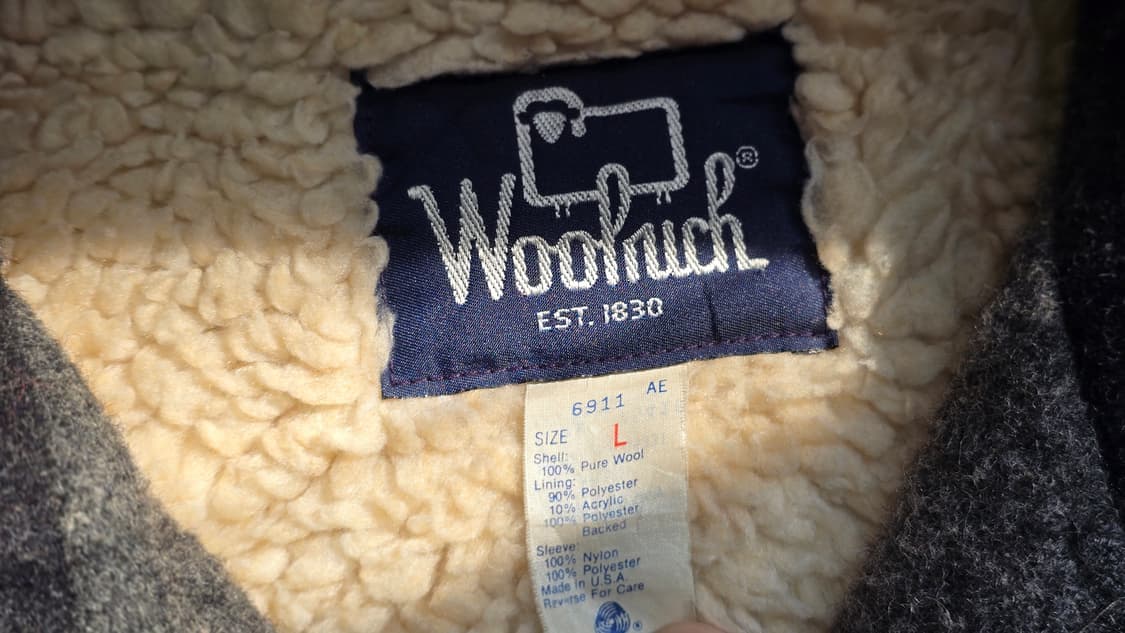 Woolrich®
EST. 1830
6911 AE
SIZE L
Shell:
100% Pure Wool
Lining:
90% Polyester
10% Acrylic
100% Polyester
Backed
Sleeve:
100% Nylon
100% Polyester
Made in U.S.A.
Reverse For Care
®